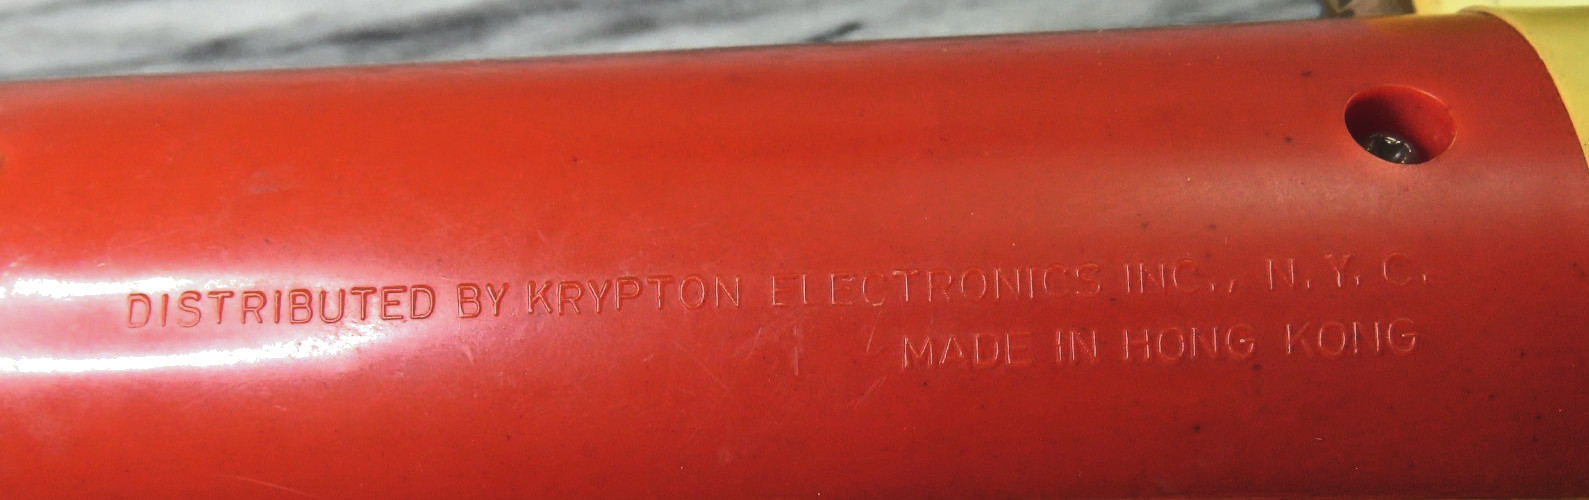 DISTRIBUTED BY KRYPTON ELECTRONICS INC., N.Y.C.
MADE IN HONG KONG